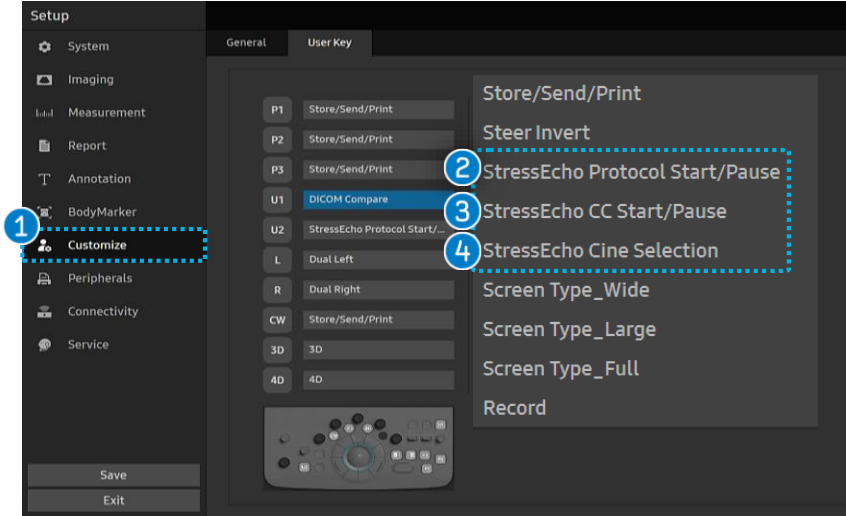 Setup
System
Imaging
Measurement
Report
Annotation
BodyMarker
1
Customize
Peripherals
Connectivity
Service
Save
Exit
General User Key
P1 Store/Send/Print
P2 Store/Send/Print
P3 Store/Send/Print
U1 DICOM Compare
U2 StressEcho Protocol Start/...
L Dual Left
R Dual Right
CW Store/Send/Print
3D 3D
4D 4D
Store/Send/Print
Steer Invert
2 StressEcho Protocol Start/Pause
3 StressEcho CC Start/Pause
4 StressEcho Cine Selection
Screen Type_Wide
Screen Type_Large
Screen Type_Full
Record